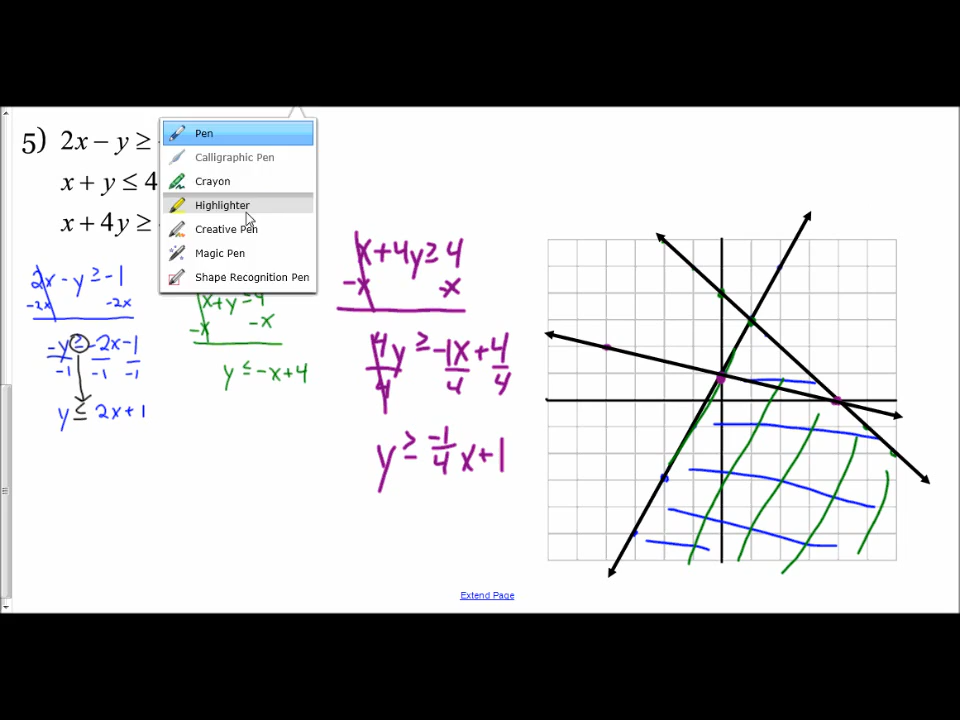 5) 2x − y ≥
x + y ≤ 4
x + 4y ≥
Pen
Calligraphic Pen
Crayon
Highlighter
Creative Pen
Magic Pen
Shape Recognition Pen
2x - y ≥ -1
-2x -2x
-y ≥ -2x -1
-1 -1 -1
y ≤ 2x + 1
x + y ≤ 4
-x -x
y ≤ -x + 4
x + 4y ≥ 4
-x -x
4y ≥ -1x + 4
4 4 4
y ≥ -1/4 x + 1
Extend Page